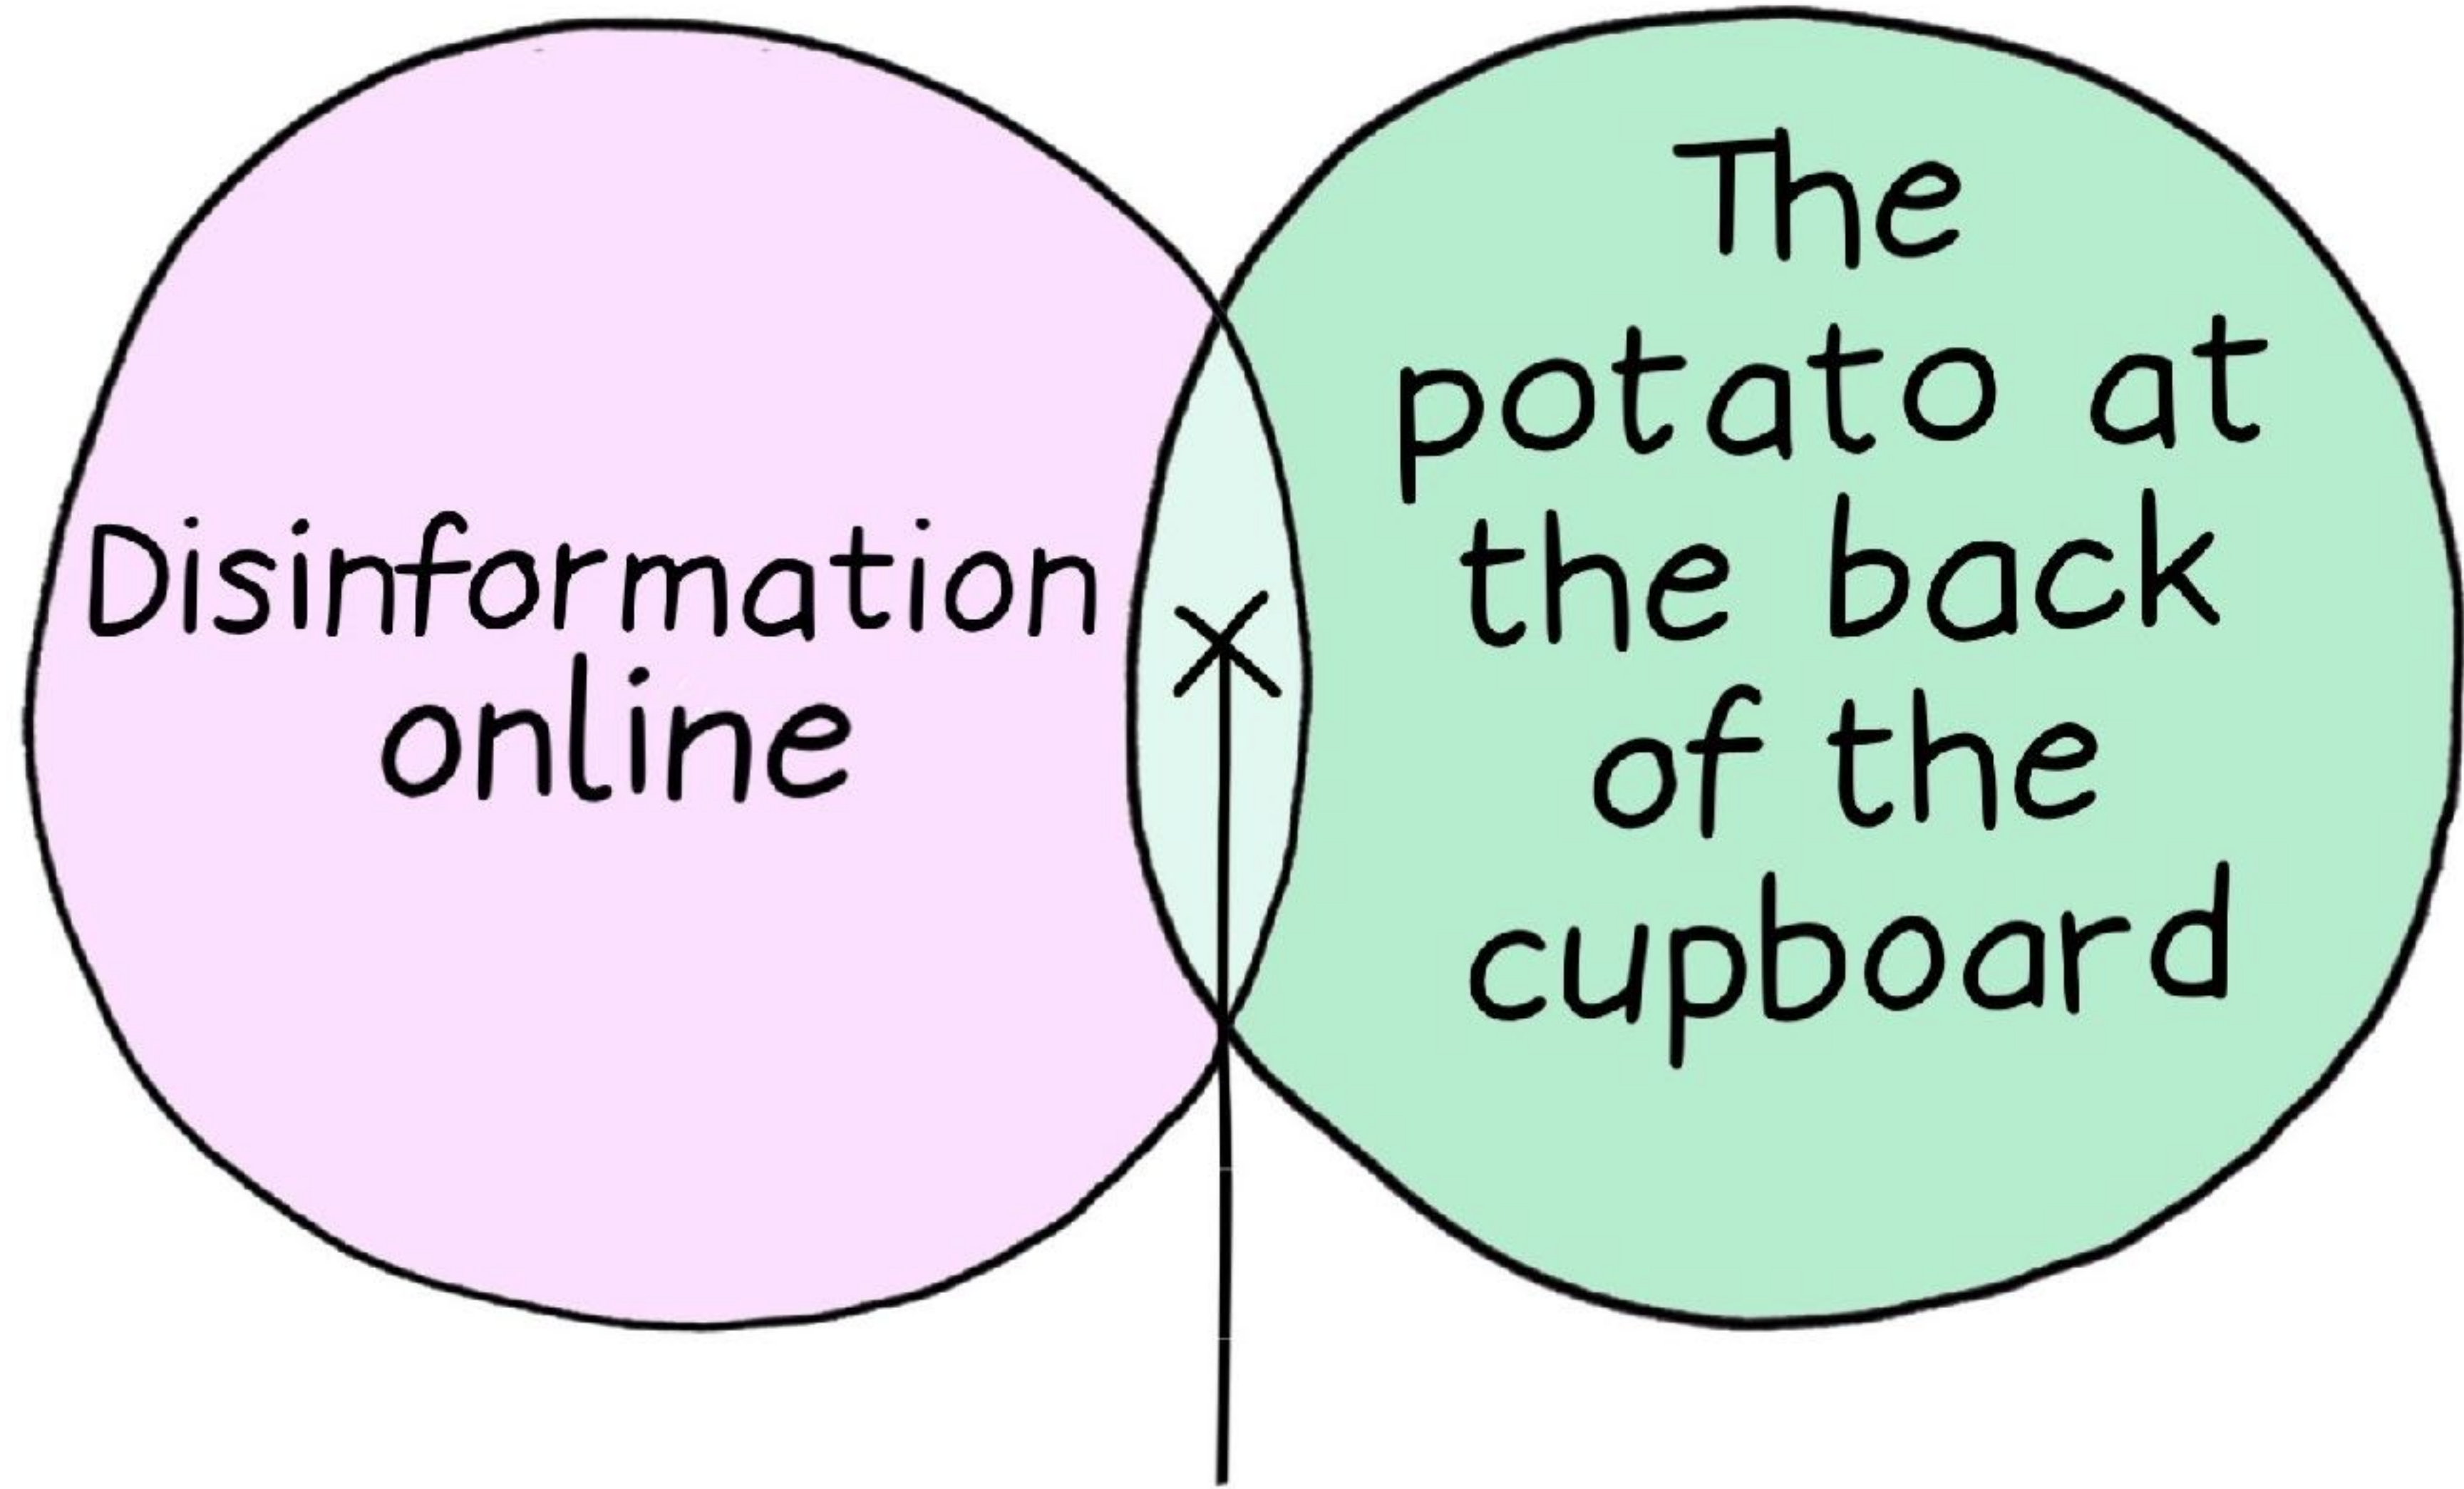 Disinformation
online
The
potato at
the back
of the
cupboard